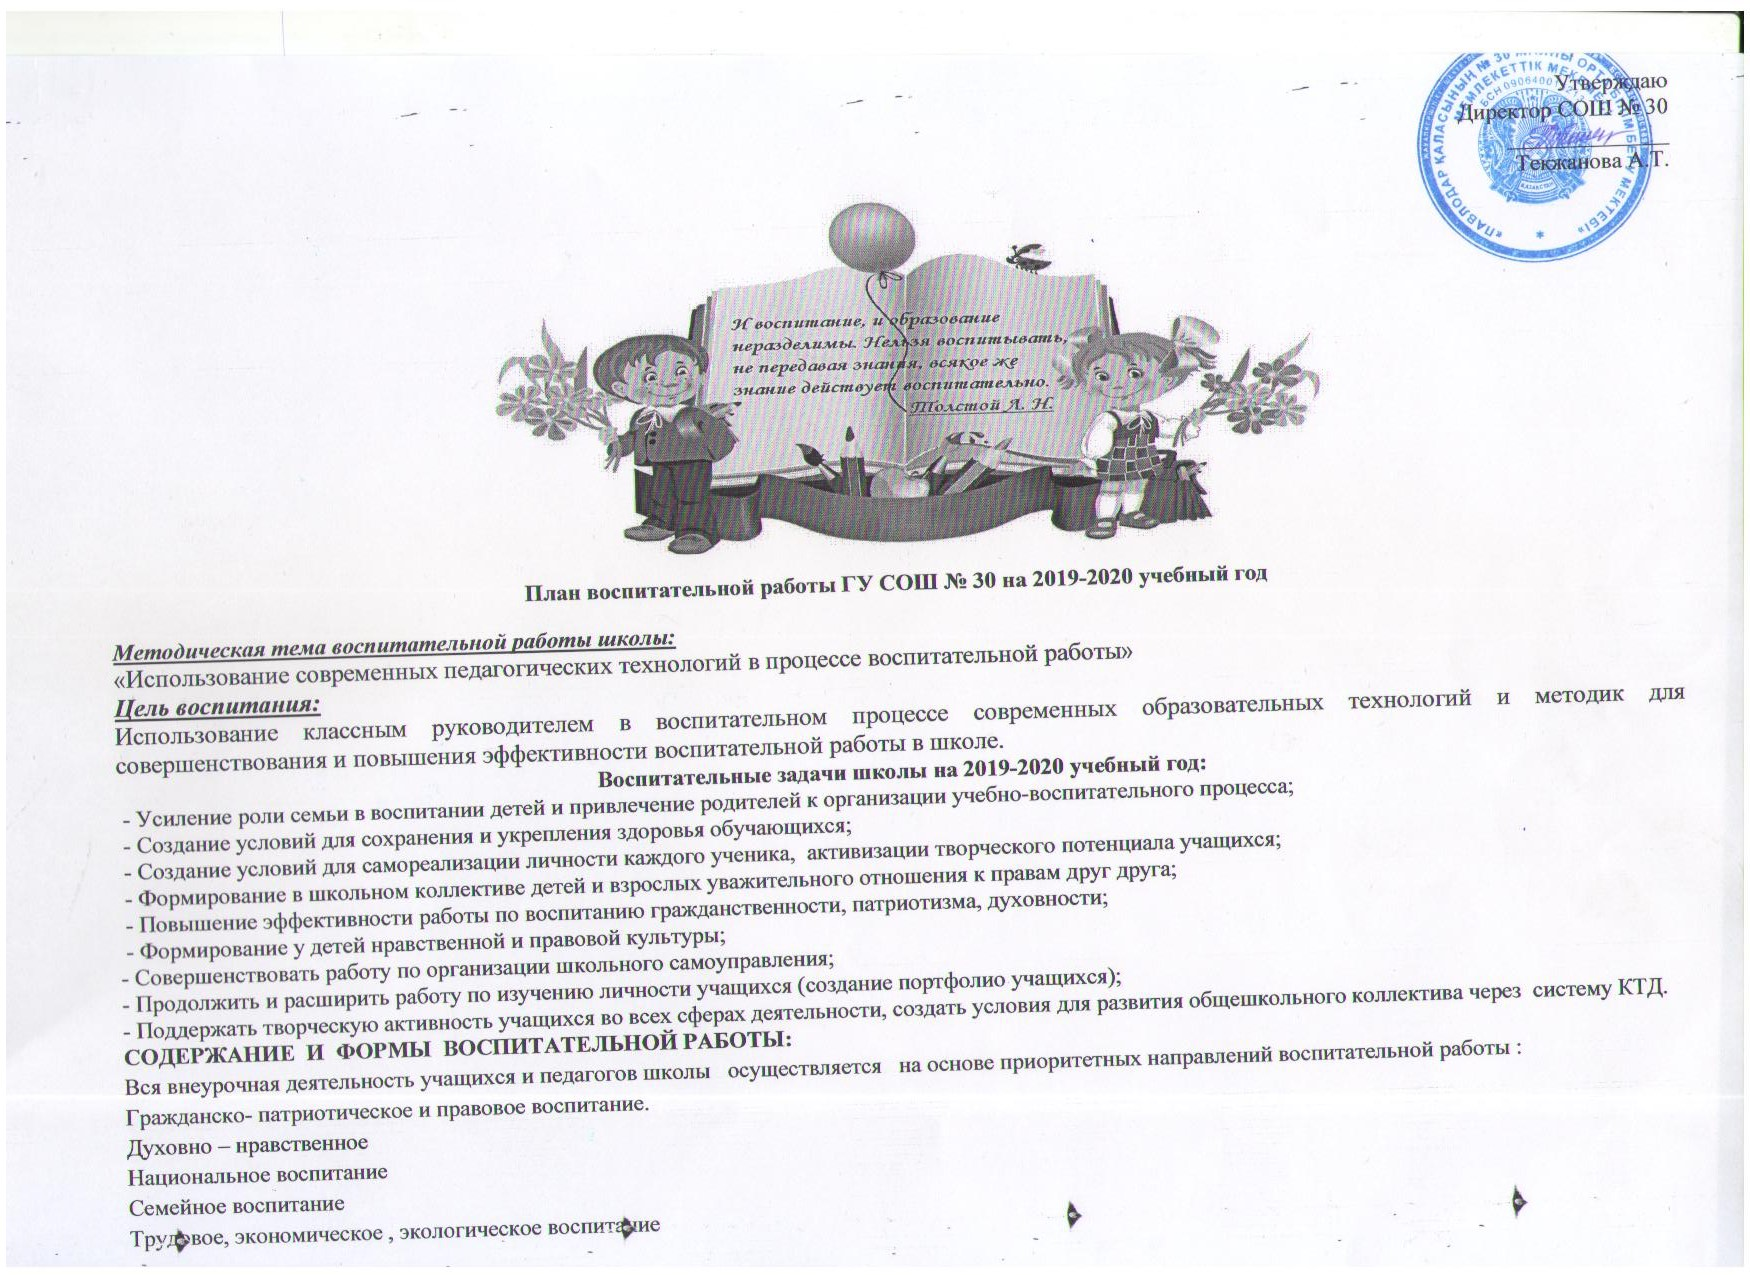 Утверждаю
Директор СОШ № 30
Текжанова А.Т.
«ПАВЛОДАР ҚАЛАСЫНЫҢ № 30
МЕКТЕБІ»
МЕМЛЕКЕТТІК
ҚАЗАҚСТАН
И воспитание, и образование
неразделимы. Нельзя воспитывать,
не передавая знания, всякое же
знание действует воспитательно.
Толстой Л. Н.
План воспитательной работы ГУ СОШ № 30 на 2019-2020 учебный год
Методическая тема воспитательной работы школы:
«Использование современных педагогических технологий в процессе воспитательной работы»
Цель воспитания:
Использование классным руководителем в воспитательном процессе современных образовательных технологий и методик для
совершенствования и повышения эффективности воспитательной работы в школе.
Воспитательные задачи школы на 2019-2020 учебный год:
- Усиление роли семьи в воспитании детей и привлечение родителей к организации учебно-воспитательного процесса;
- Создание условий для сохранения и укрепления здоровья обучающихся;
- Создание условий для самореализации личности каждого ученика, активизации творческого потенциала учащихся;
- Формирование в школьном коллективе детей и взрослых уважительного отношения к правам друг друга;
- Повышение эффективности работы по воспитанию гражданственности, патриотизма, духовности;
- Формирование у детей нравственной и правовой культуры;
- Совершенствовать работу по организации школьного самоуправления;
- Продолжить и расширить работу по изучению личности учащихся (создание портфолио учащихся);
- Поддержать творческую активность учащихся во всех сферах деятельности, создать условия для развития общешкольного коллектива через систему КТД.
СОДЕРЖАНИЕ И ФОРМЫ ВОСПИТАТЕЛЬНОЙ РАБОТЫ:
Вся внеурочная деятельность учащихся и педагогов школы осуществляется на основе приоритетных направлений воспитательной работы :
Гражданско- патриотическое и правовое воспитание.
Духовно – нравственное
Национальное воспитание
Семейное воспитание
Трудовое, экономическое , экологическое воспитание